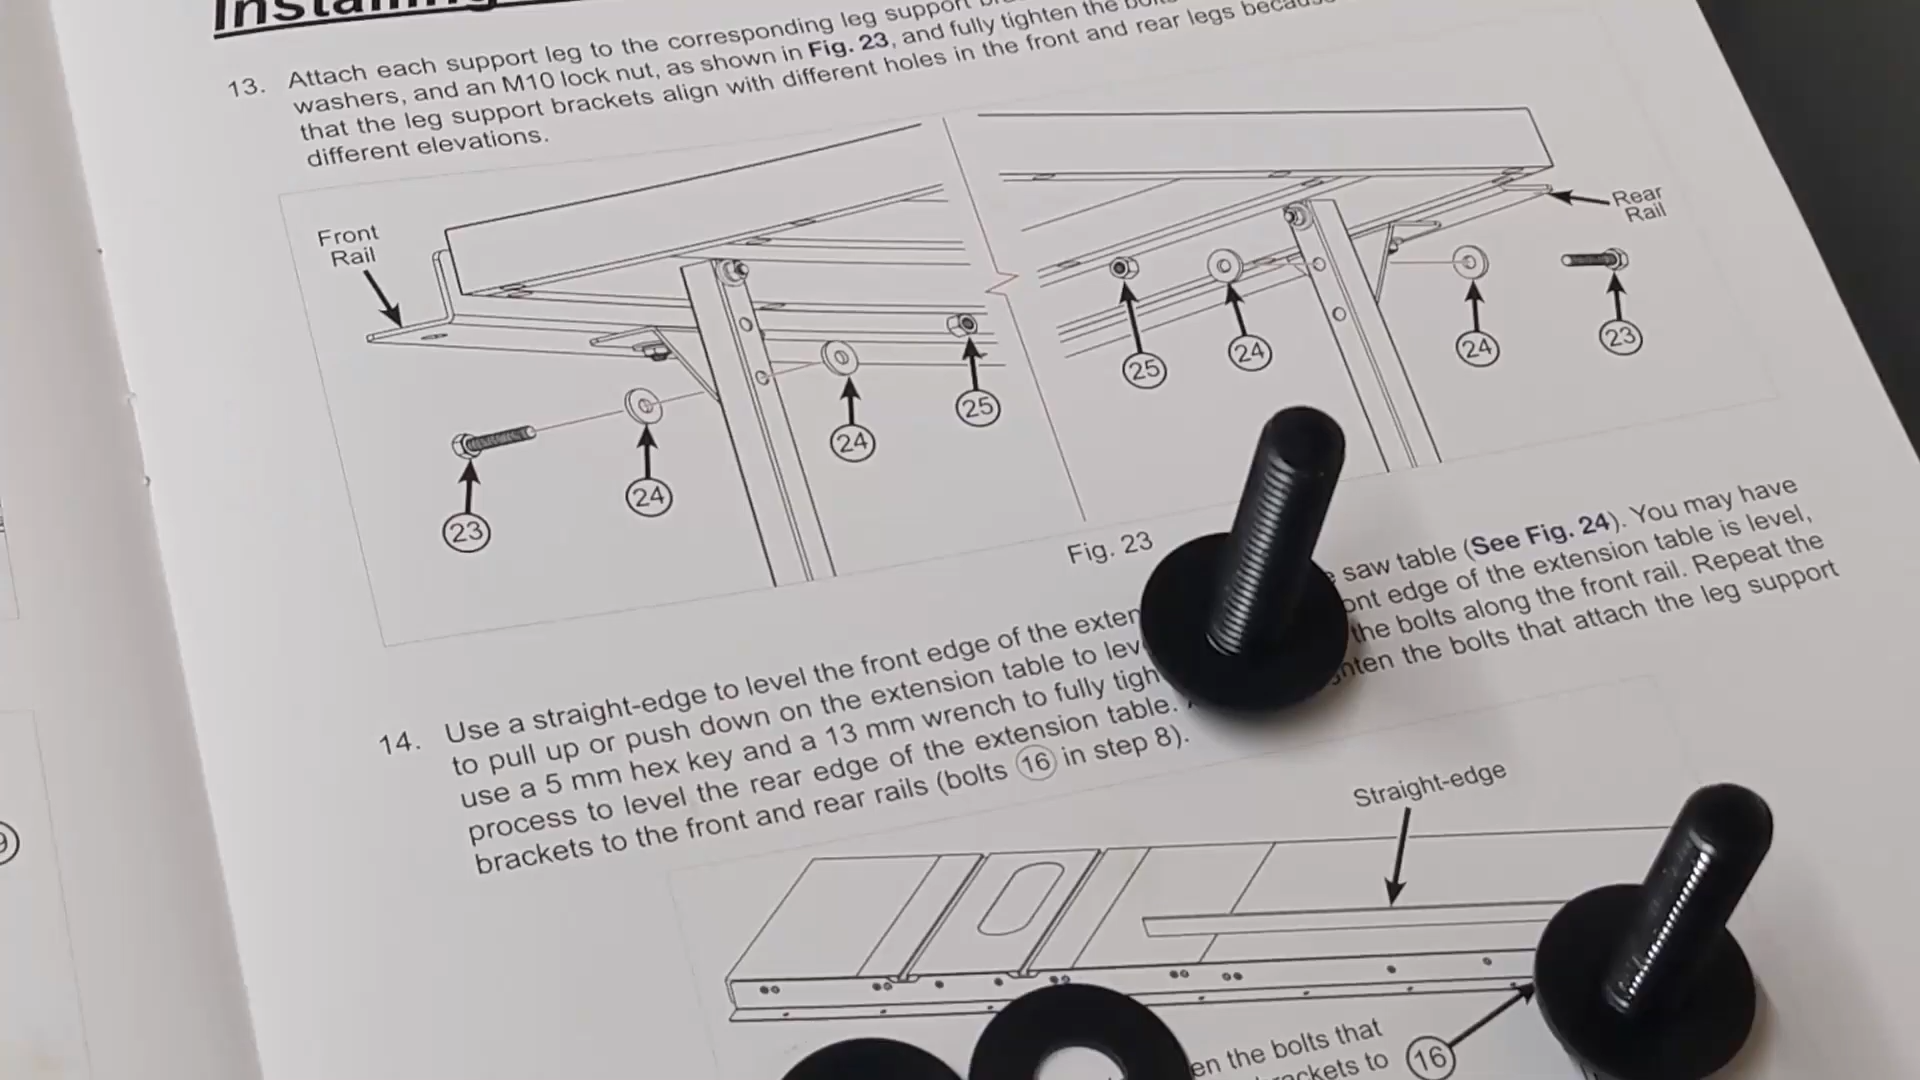 Installing
13. Attach each support leg to the corresponding leg support
washers, and an M10 lock nut, as shown in Fig. 23, and fully tighten the
that the leg support brackets align with different holes in the front and rear legs
different elevations.
Front
Rail
Rear
Rail
25
24
24
23
25
24
24
23
Fig. 23
14. Use a straight-edge to level the front edge of the saw table (See Fig. 24). You may have
to pull up or push down on the extension table to edge of the extension table is level,
use a 5 mm hex key and a 13 mm wrench to fully the bolts along the front rail. Repeat the
process to level the rear edge of the extension table. the bolts that attach the leg support
brackets to the front and rear rails (bolts 16 in step 8).
Straight-edge
the bolts that
to
16